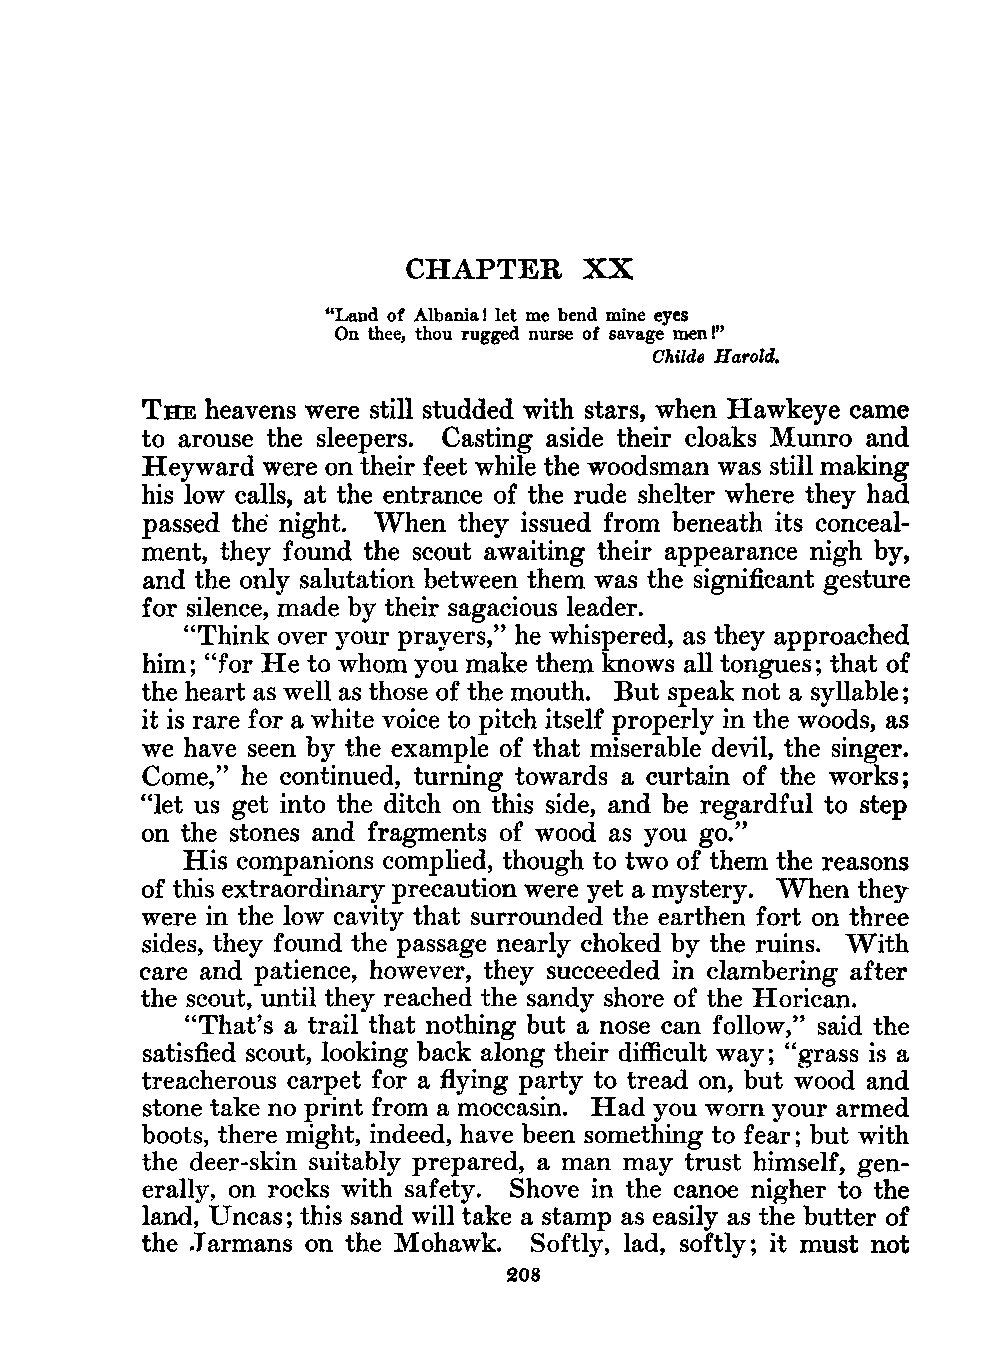 CHAPTER XX
"Land of Albania! let me bend mine eyes
On thee, thou rugged nurse of savage men!"
Childe Harold.
THE heavens were still studded with stars, when Hawkeye came
to arouse the sleepers. Casting aside their cloaks Munro and
Heyward were on their feet while the woodsman was still making
his low calls, at the entrance of the rude shelter where they had
passed the night. When they issued from beneath its conceal-
ment, they found the scout awaiting their appearance nigh by,
and the only salutation between them was the significant gesture
for silence, made by their sagacious leader.
"Think over your prayers," he whispered, as they approached
him; "for He to whom you make them knows all tongues; that of
the heart as well as those of the mouth. But speak not a syllable;
it is rare for a white voice to pitch itself properly in the woods, as
we have seen by the example of that miserable devil, the singer.
Come," he continued, turning towards a curtain of the works;
"let us get into the ditch on this side, and be regardful to step
on the stones and fragments of wood as you go."
His companions complied, though to two of them the reasons
of this extraordinary precaution were yet a mystery. When they
were in the low cavity that surrounded the earthen fort on three
sides, they found the passage nearly choked by the ruins. With
care and patience, however, they succeeded in clambering after
the scout, until they reached the sandy shore of the Horican.
"That's a trail that nothing but a nose can follow," said the
satisfied scout, looking back along their difficult way; "grass is a
treacherous carpet for a flying party to tread on, but wood and
stone take no print from a moccasin. Had you worn your armed
boots, there might, indeed, have been something to fear; but with
the deer-skin suitably prepared, a man may trust himself, gen-
erally, on rocks with safety. Shove in the canoe nigher to the
land, Uncas; this sand will take a stamp as easily as the butter of
the Jarmans on the Mohawk. Softly, lad, softly; it must not
208